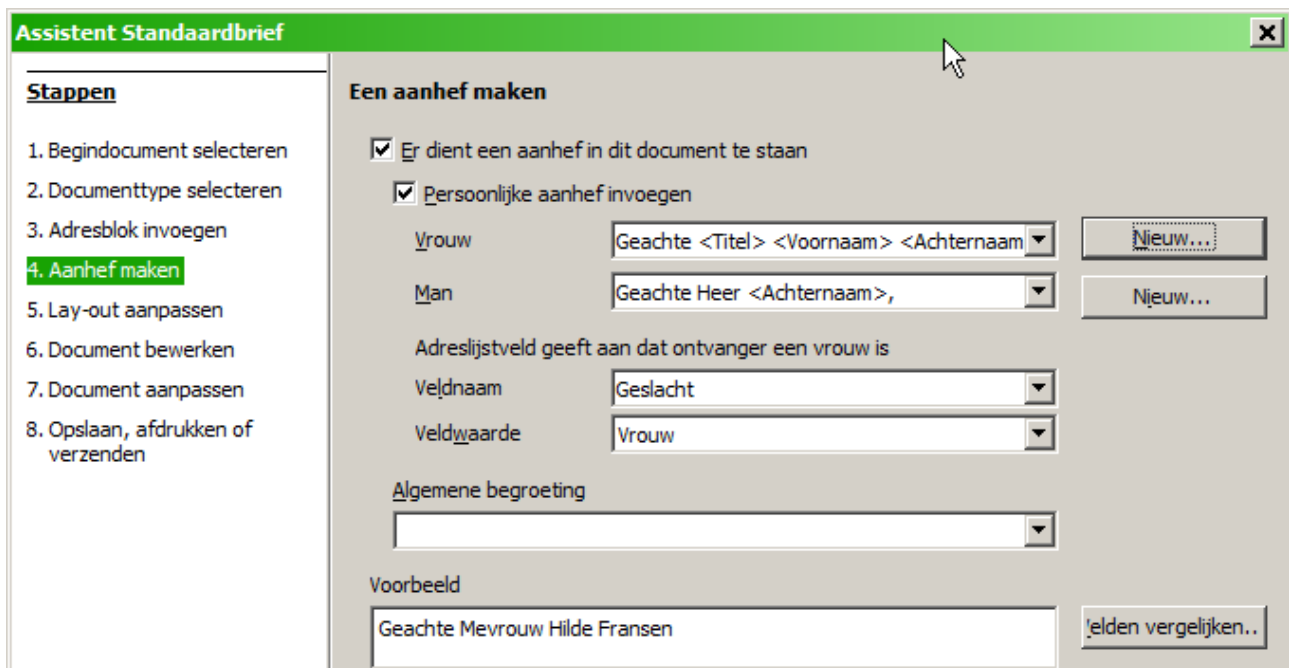 Assistent Standaardbrief
Stappen
1. Begindocument selecteren
2. Documenttype selecteren
3. Adresblok invoegen
4. Aanhef maken
5. Lay-out aanpassen
6. Document bewerken
7. Document aanpassen
8. Opslaan, afdrukken of
verzenden
Een aanhef maken
Er dient een aanhef in dit document te staan
Persoonlijke aanhef invoegen
Vrouw Geachte <Titel> <Voornaam> <Achternaam Nieuw...
Man Geachte Heer <Achternaam>, Nieuw...
Adreslijstveld geeft aan dat ontvanger een vrouw is
Veldnaam Geslacht
Veldwaarde Vrouw
Algemene begroeting
Voorbeeld
Geachte Mevrouw Hilde Fransen 'elden vergelijken..